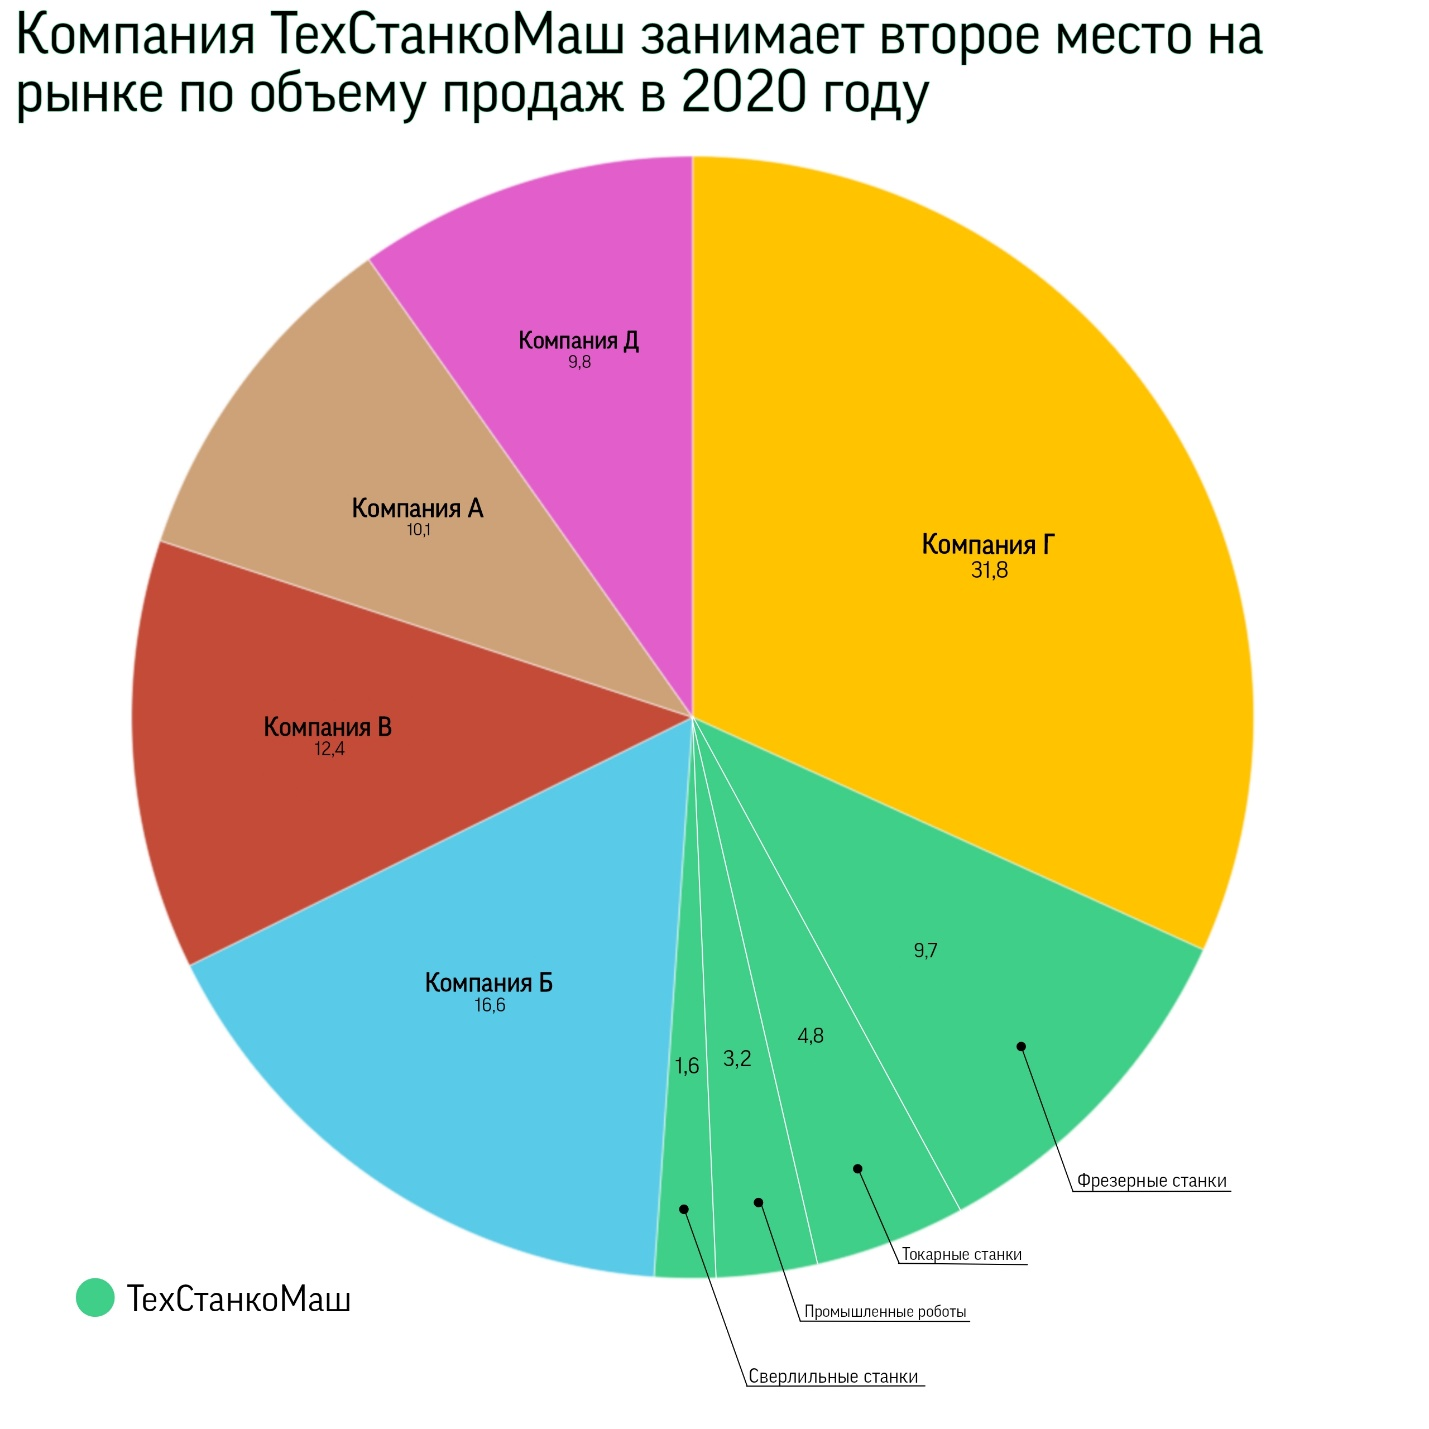 Компания ТехСтанкоМаш занимает второе место на
рынке по объему продаж в 2020 году
Компания Д
9,8
Компания А
10,1
Компания Г
31,8
Компания В
12,4
Компания Б
16,6
9,7
4,8
3,2
1,6
Фрезерные станки
Токарные станки
Промышленные роботы
Сверлильные станки
ТехСтанкоМаш